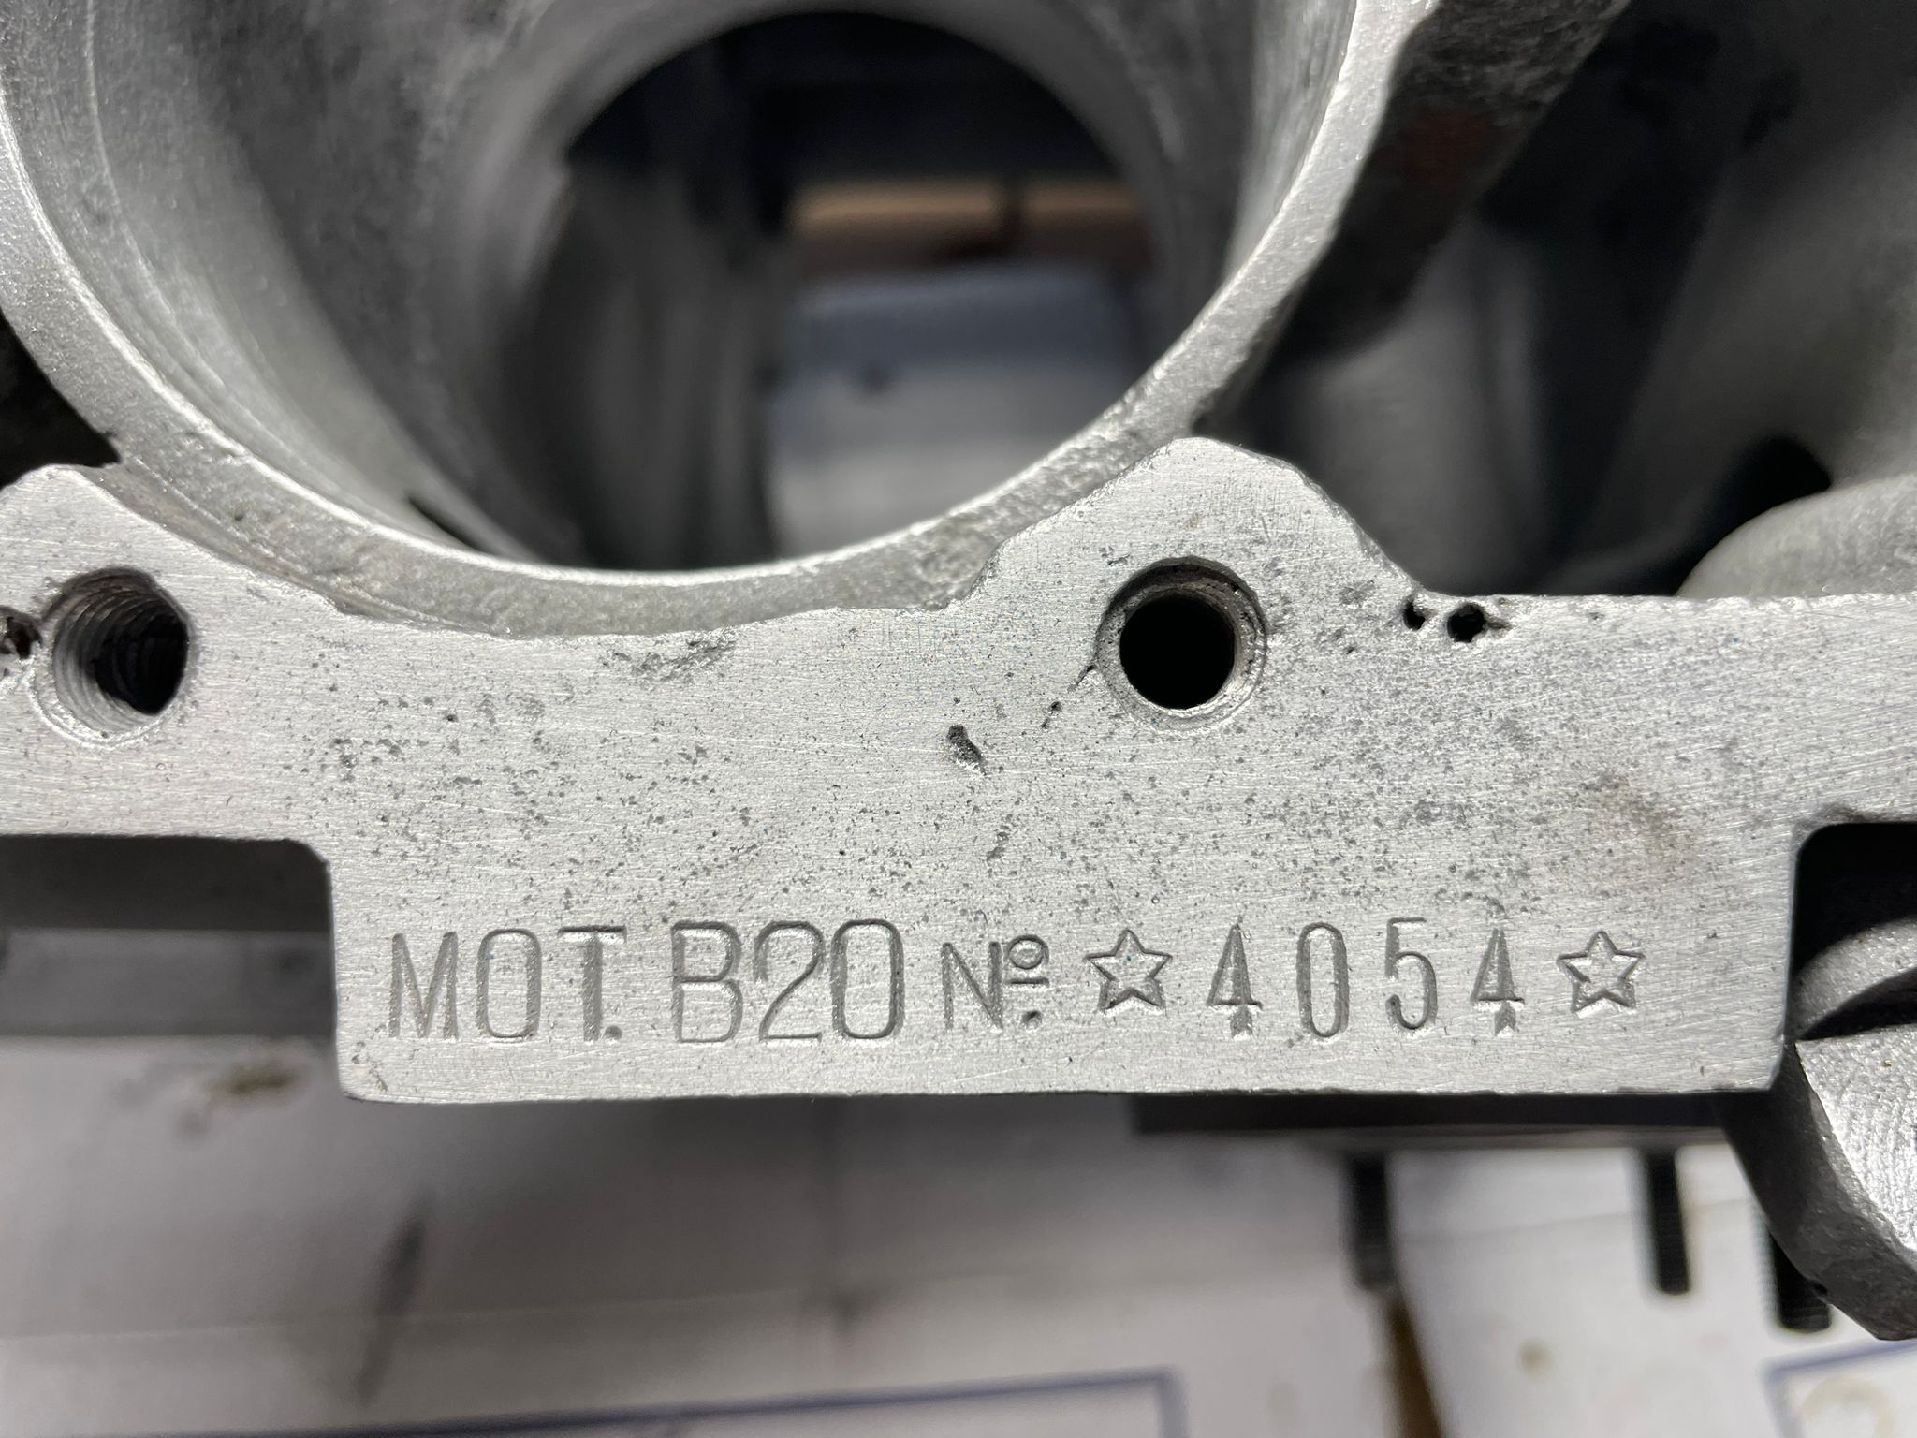 MOT. B20 Nº. ☆ 4054 ☆